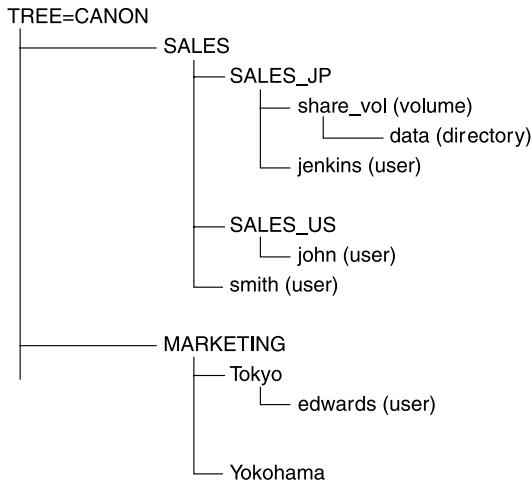 TREE=CANON
SALES
SALES_JP
share_vol (volume)
data (directory)
jenkins (user)
SALES_US
john (user)
smith (user)
MARKETING
Tokyo
edwards (user)
Yokohama